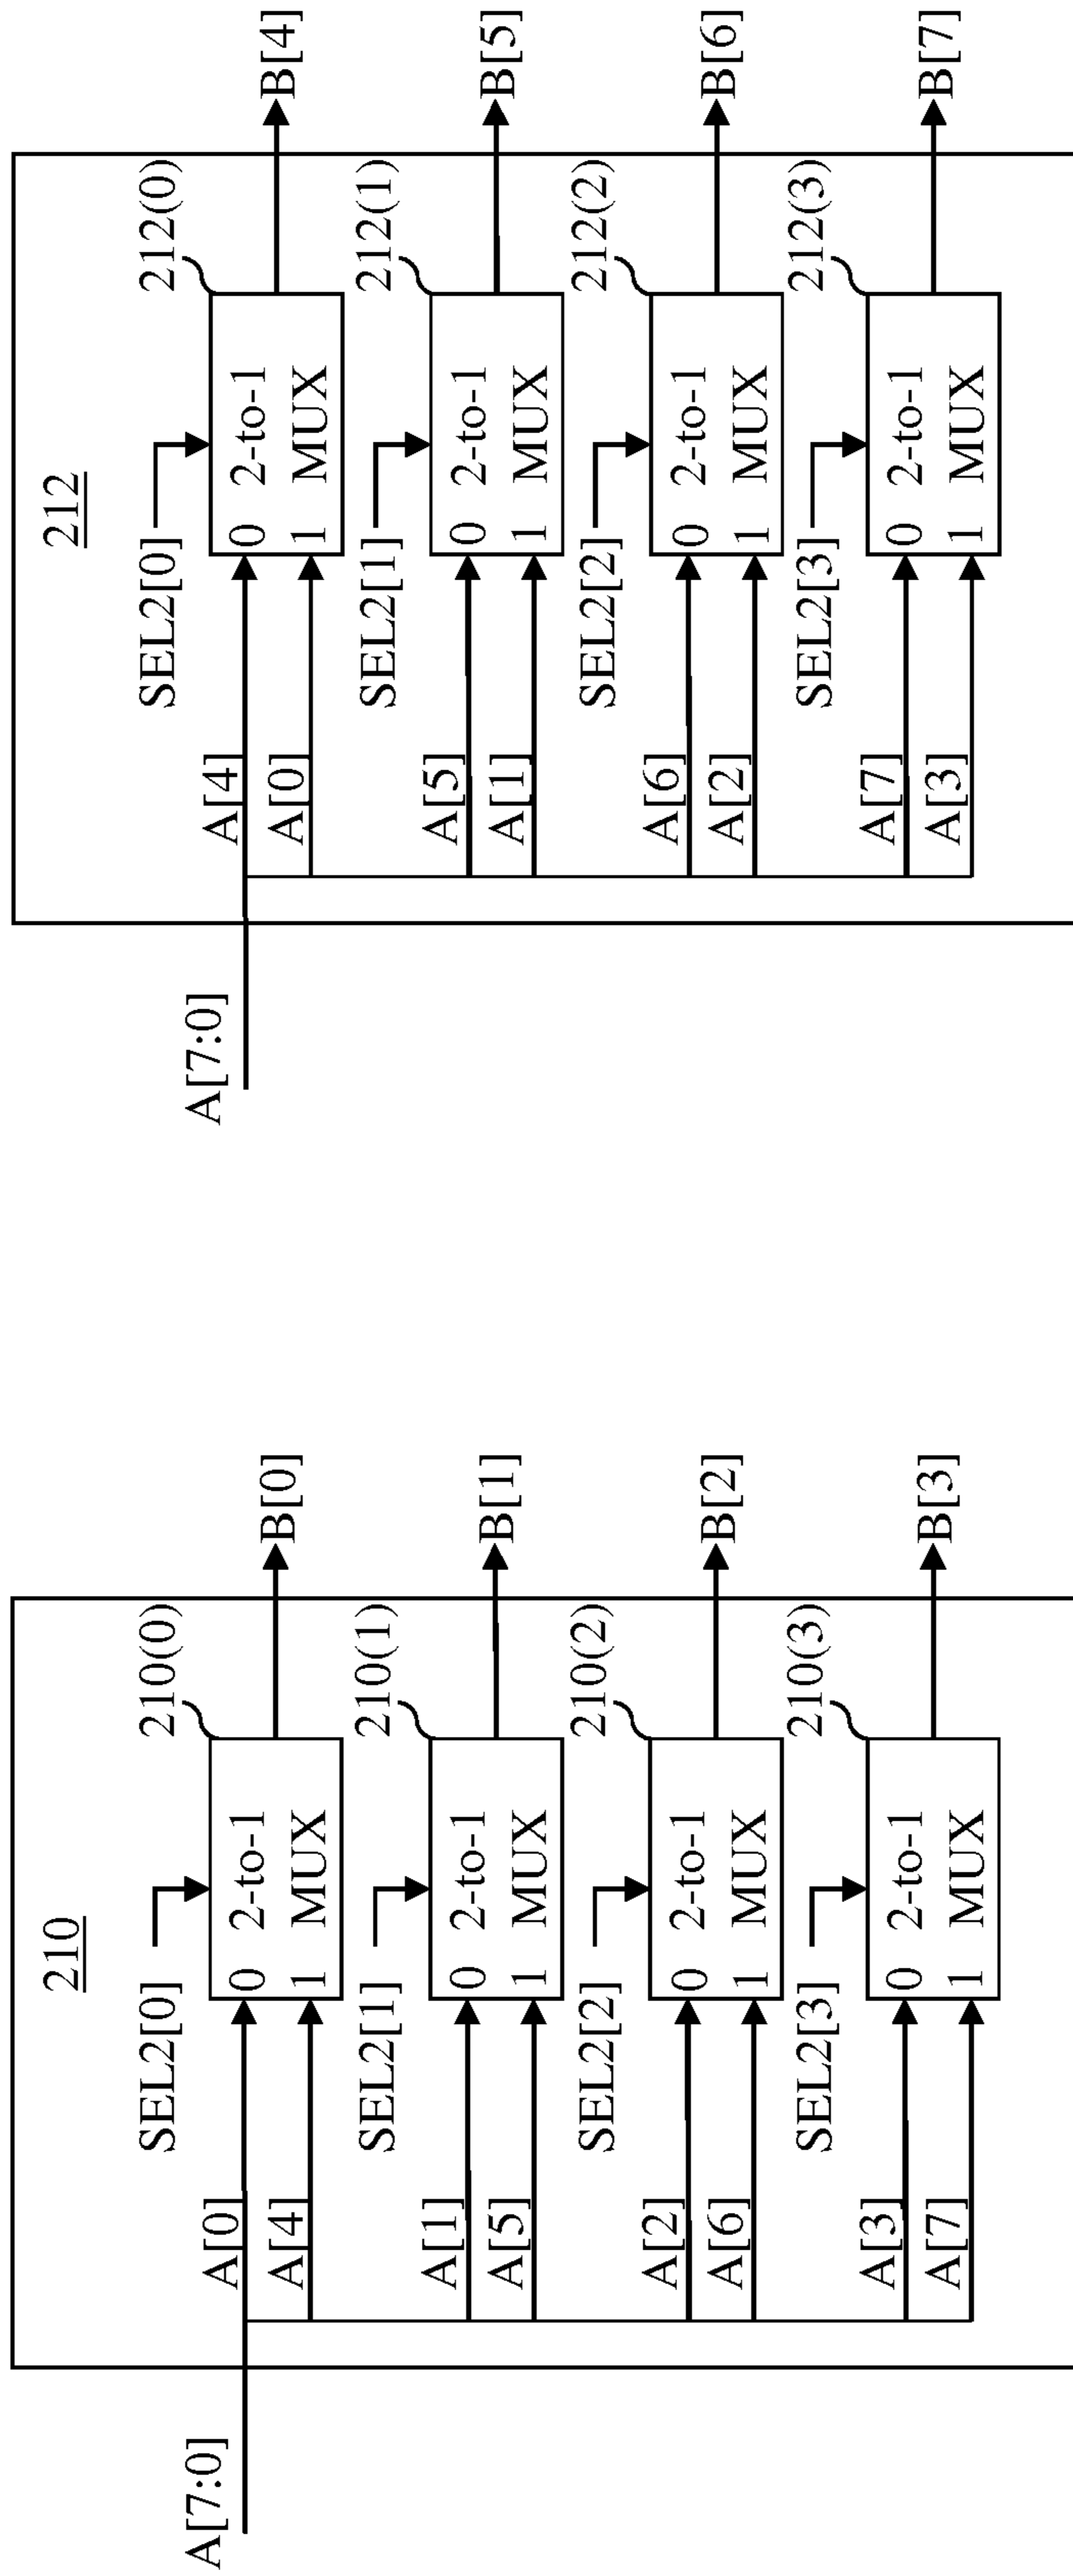 210
A[7:0]
SEL2[0]
210(0)
A[0]
0 2-to-1
A[4]
1 MUX
B[0]
SEL2[1]
210(1)
A[1]
0 2-to-1
A[5]
1 MUX
B[1]
SEL2[2]
210(2)
A[2]
0 2-to-1
A[6]
1 MUX
B[2]
SEL2[3]
210(3)
A[3]
0 2-to-1
A[7]
1 MUX
B[3]
212
A[7:0]
SEL2[0]
212(0)
A[4]
0 2-to-1
A[0]
1 MUX
B[4]
SEL2[1]
212(1)
A[5]
0 2-to-1
A[1]
1 MUX
B[5]
SEL2[2]
212(2)
A[6]
0 2-to-1
A[2]
1 MUX
B[6]
SEL2[3]
212(3)
A[7]
0 2-to-1
A[3]
1 MUX
B[7]